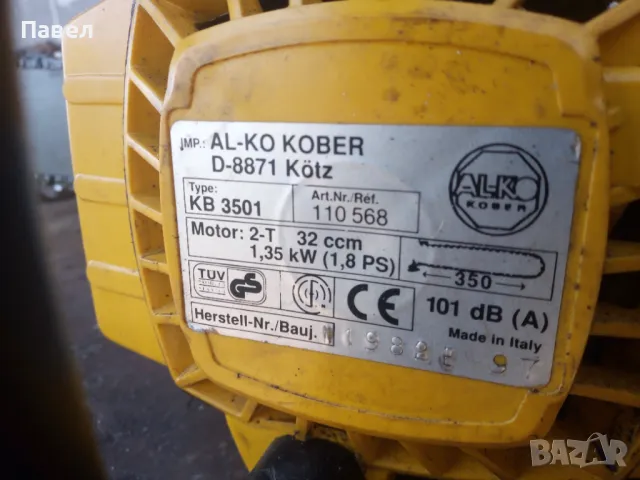 Павел
IMP.: AL-KO KOBER
D-8871 Kötz
Type:
KB 3501
Art.Nr./Réf.
110 568
AL-KO
KOBER
Motor: 2-T 32 ccm
1,35 kW (1,8 PS)
350
TÜV
GS
CE
101 dB (A)
Herstell-Nr./Bauj.
97
Made in Italy
BAZAR